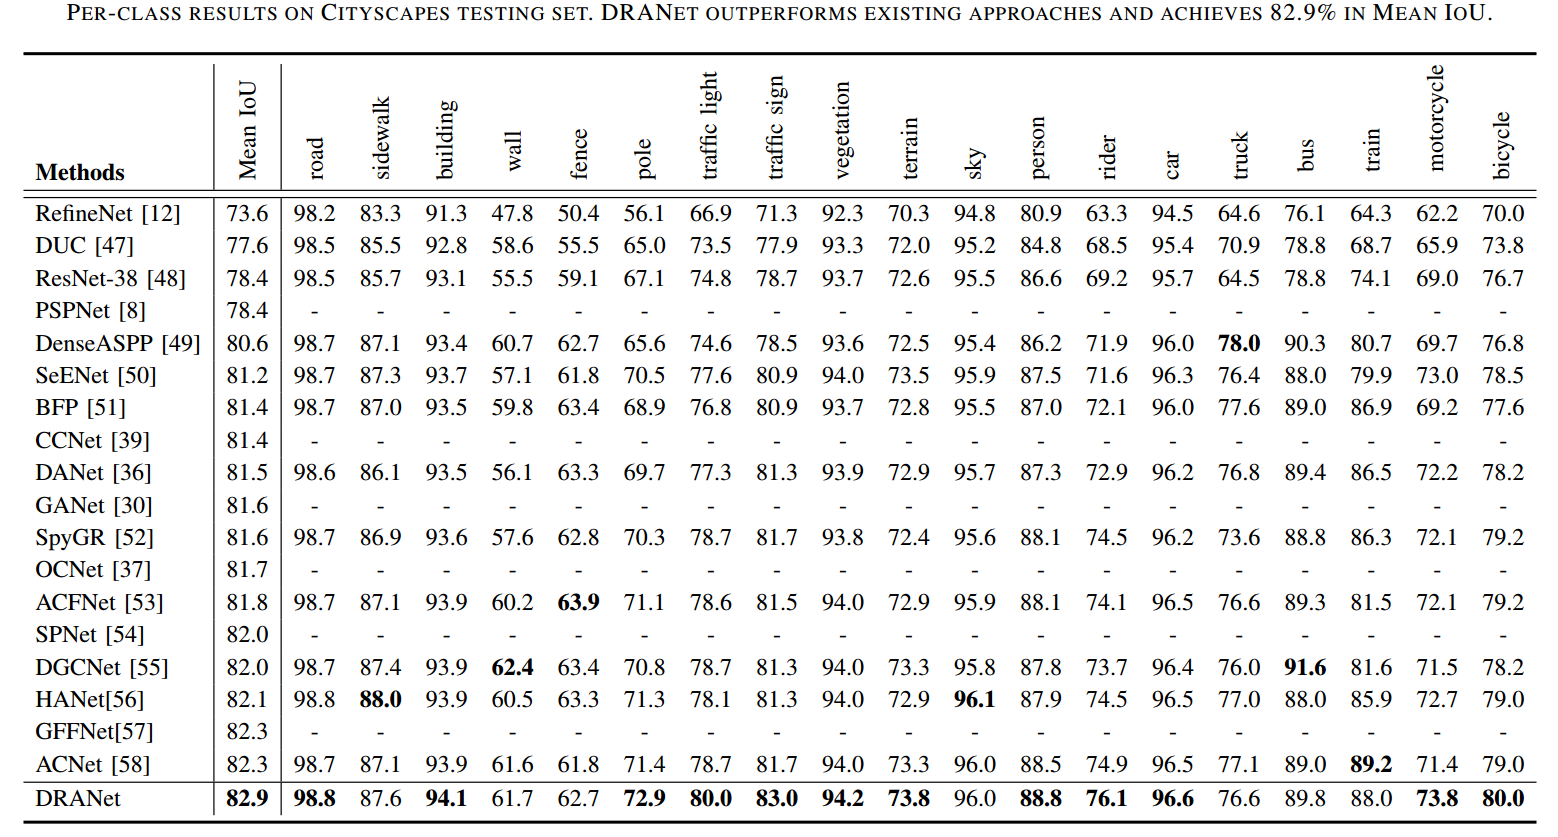 PER-CLASS RESULTS ON CITYSCAPES TESTING SET. DRANET OUTPERFORMS EXISTING APPROACHES AND ACHIEVES 82.9% IN MEAN IOU.
Methods Mean IoU road sidewalk building wall fence pole traffic light traffic sign vegetation terrain sky person rider car truck bus train motorcycle bicycle
RefineNet [12] 73.6 98.2 83.3 91.3 47.8 50.4 56.1 66.9 71.3 92.3 70.3 94.8 80.9 63.3 94.5 64.6 76.1 64.3 62.2 70.0
DUC [47] 77.6 98.5 85.5 92.8 58.6 55.5 65.0 73.5 77.9 93.3 72.0 95.2 84.8 68.5 95.4 70.9 78.8 68.7 65.9 73.8
ResNet-38 [48] 78.4 98.5 85.7 93.1 55.5 59.1 67.1 74.8 78.7 93.7 72.6 95.5 86.6 69.2 95.7 64.5 78.8 74.1 69.0 76.7
PSPNet [8] 78.4 - - - - - - - - - - - - - - - - - - -
DenseASPP [49] 80.6 98.7 87.1 93.4 60.7 62.7 65.6 74.6 78.5 93.6 72.5 95.4 86.2 71.9 96.0 78.0 90.3 80.7 69.7 76.8
SeENet [50] 81.2 98.7 87.3 93.7 57.1 61.8 70.5 77.6 80.9 94.0 73.5 95.9 87.5 71.6 96.3 76.4 88.0 79.9 73.0 78.5
BFP [51] 81.4 98.7 87.0 93.5 59.8 63.4 68.9 76.8 80.9 93.7 72.8 95.5 87.0 72.1 96.0 77.6 89.0 86.9 69.2 77.6
CCNet [39] 81.4 - - - - - - - - - - - - - - - - - - -
DANet [36] 81.5 98.6 86.1 93.5 56.1 63.3 69.7 77.3 81.3 93.9 72.9 95.7 87.3 72.9 96.2 76.8 89.4 86.5 72.2 78.2
GANet [30] 81.6 - - - - - - - - - - - - - - - - - - -
SpyGR [52] 81.6 98.7 86.9 93.6 57.6 62.8 70.3 78.7 81.7 93.8 72.4 95.6 88.1 74.5 96.2 73.6 88.8 86.3 72.1 79.2
OCNet [37] 81.7 - - - - - - - - - - - - - - - - - - -
ACFNet [53] 81.8 98.7 87.1 93.9 60.2 63.9 71.1 78.6 81.5 94.0 72.9 95.9 88.1 74.1 96.5 76.6 89.3 81.5 72.1 79.2
SPNet [54] 82.0 - - - - - - - - - - - - - - - - - - -
DGCNet [55] 82.0 98.7 87.4 93.9 62.4 63.4 70.8 78.7 81.3 94.0 73.3 95.8 87.8 73.7 96.4 76.0 91.6 81.6 71.5 78.2
HANet[56] 82.1 98.8 88.0 93.9 60.5 63.3 71.3 78.1 81.3 94.0 72.9 96.1 87.9 74.5 96.5 77.0 88.0 85.9 72.7 79.0
GFFNet[57] 82.3 - - - - - - - - - - - - - - - - - - -
ACNet [58] 82.3 98.7 87.1 93.9 61.6 61.8 71.4 78.7 81.7 94.0 73.3 96.0 88.5 74.9 96.5 77.1 89.0 89.2 71.4 79.0
DRANet 82.9 98.8 87.6 94.1 61.7 62.7 72.9 80.0 83.0 94.2 73.8 96.0 88.8 76.1 96.6 76.6 89.8 88.0 73.8 80.0